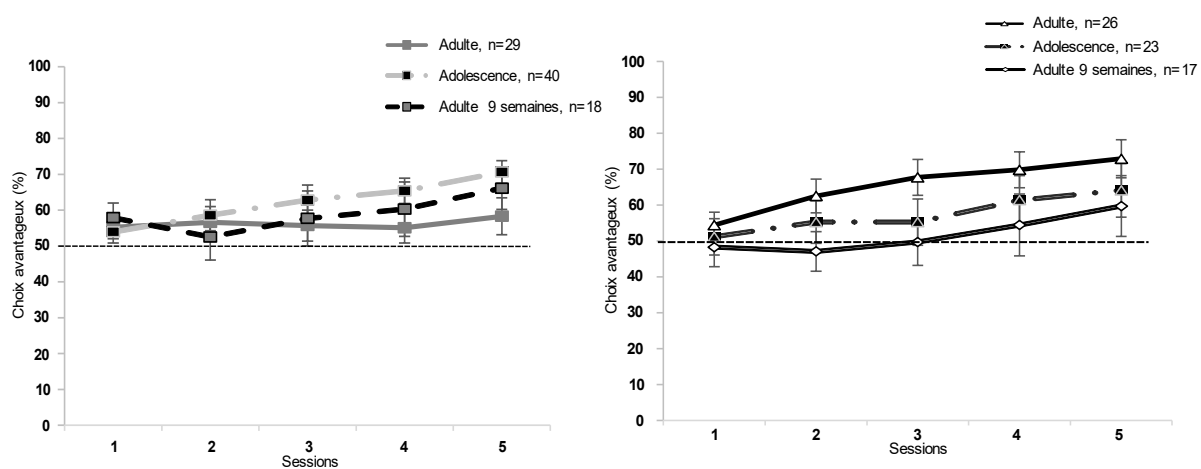 Adulte, n=29
Adolescence, n=40
Adulte 9 semaines, n=18
Choix avantageux (%)
100
90
80
70
60
50
40
30
20
10
0
1 2 3 4 5
Sessions
Adulte, n=26
Adolescence, n=23
Adulte 9 semaines, n=17
Choix avantageux (%)
100
90
80
70
60
50
40
30
20
10
0
1 2 3 4 5
Sessions